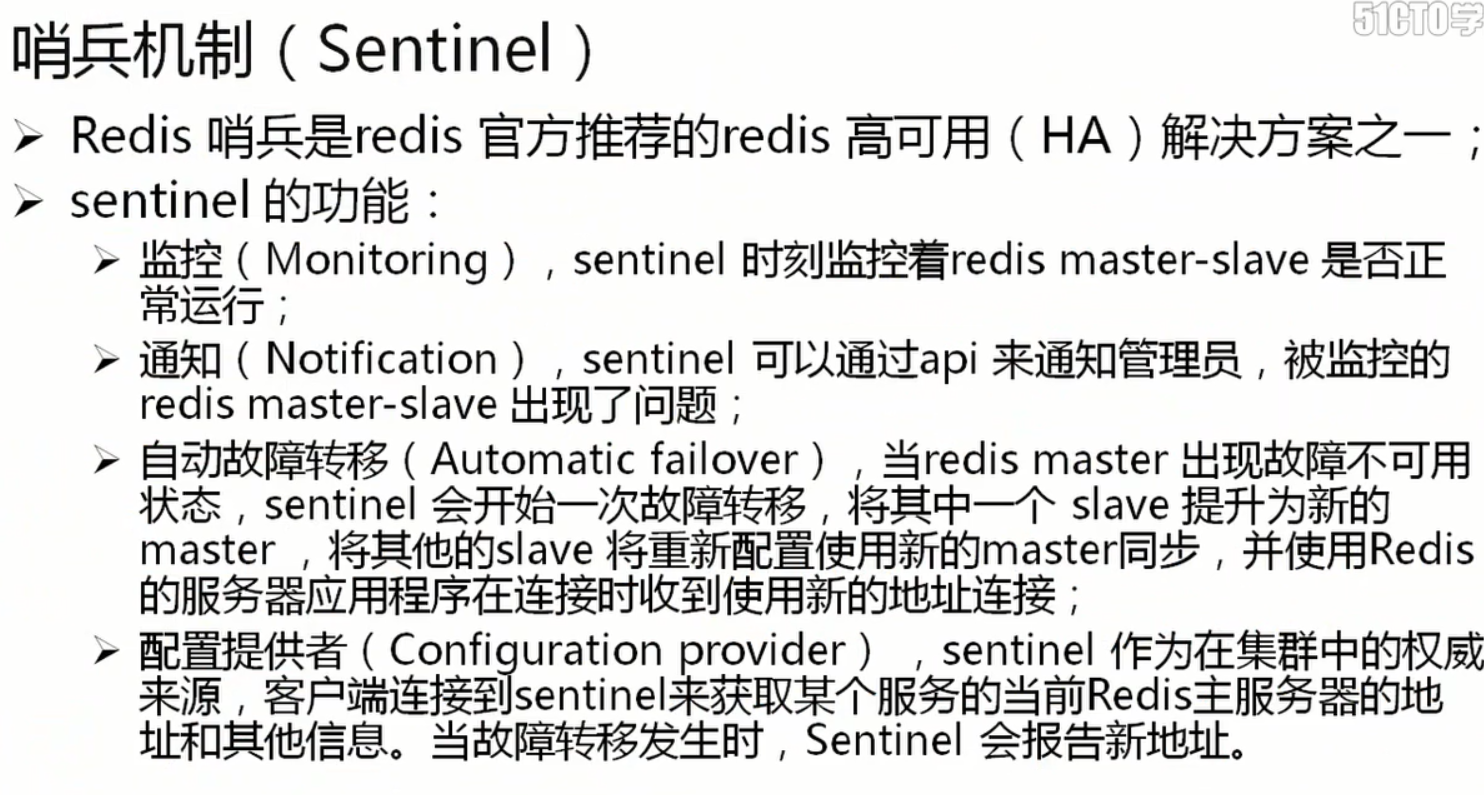 51CTO学
哨兵机制（Sentinel）
➢ Redis 哨兵是redis 官方推荐的redis 高可用（HA）解决方案之一；
➢ sentinel 的功能：
➢ 监控（Monitoring），sentinel 时刻监控着redis master-slave 是否正
常运行；
➢ 通知（Notification），sentinel 可以通过api 来通知管理员，被监控的
redis master-slave 出现了问题；
➢ 自动故障转移（Automatic failover），当redis master 出现故障不可用
状态，sentinel 会开始一次故障转移，将其中一个 slave 提升为新的
master ，将其他的slave 将重新配置使用新的master同步，并使用Redis
的服务器应用程序在连接时收到使用新的地址连接；
➢ 配置提供者（Configuration provider） ，sentinel 作为在集群中的权威
来源，客户端连接到sentinel来获取某个服务的当前Redis主服务器的地
址和其他信息。当故障转移发生时，Sentinel 会报告新地址。